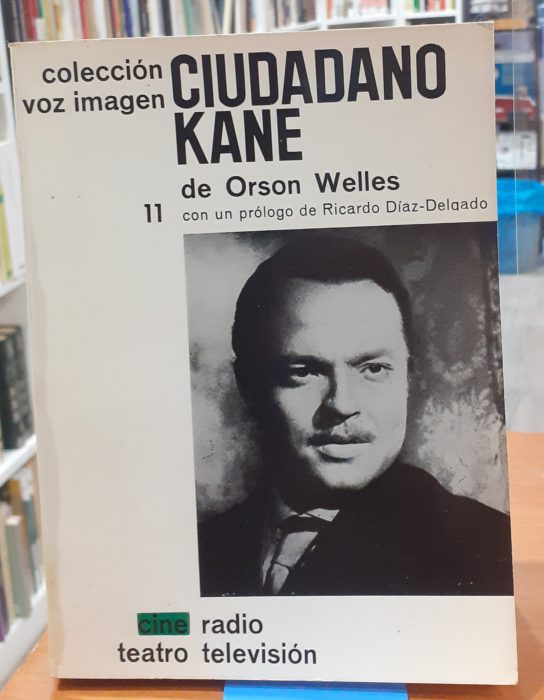 colección
voz imagen
CIUDADANO
KANE
de Orson Welles
11 con un prólogo de Ricardo Díaz-Delgado
cine radio
teatro televisión